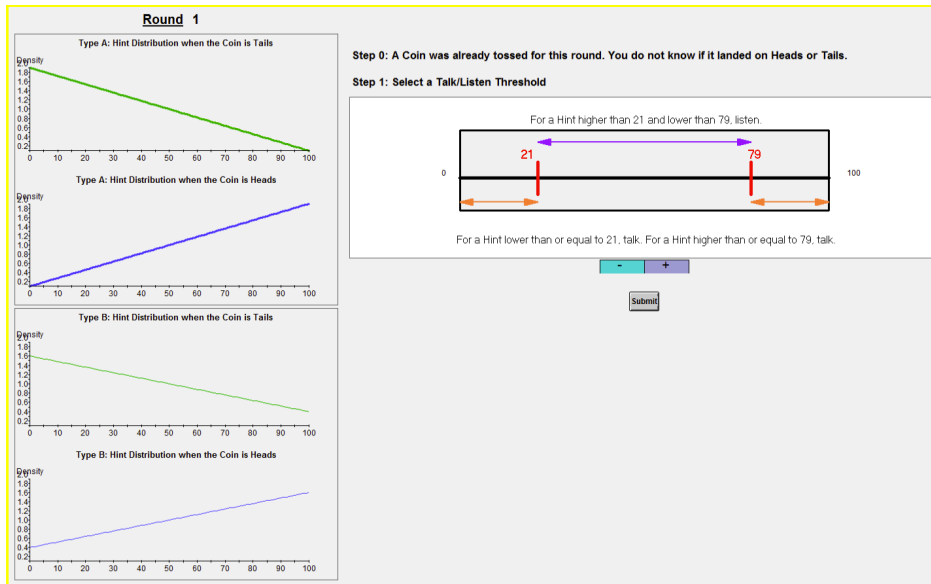 Round 1
Type A: Hint Distribution when the Coin is Tails
Density
2.0
1.8
1.6
1.4
1.2
1.0
0.8
0.6
0.4
0.2
0 10 20 30 40 50 60 70 80 90 100
Type A: Hint Distribution when the Coin is Heads
Density
2.0
1.8
1.6
1.4
1.2
1.0
0.8
0.6
0.4
0.2
0 10 20 30 40 50 60 70 80 90 100
Type B: Hint Distribution when the Coin is Tails
Density
2.0
1.8
1.6
1.4
1.2
1.0
0.8
0.6
0.4
0.2
0 10 20 30 40 50 60 70 80 90 100
Type B: Hint Distribution when the Coin is Heads
Density
2.0
1.8
1.6
1.4
1.2
1.0
0.8
0.6
0.4
0.2
0 10 20 30 40 50 60 70 80 90 100
Step 0: A Coin was already tossed for this round. You do not know if it landed on Heads or Tails.
Step 1: Select a Talk/Listen Threshold
For a Hint higher than 21 and lower than 79, listen.
21 79
0 100
For a Hint lower than or equal to 21, talk. For a Hint higher than or equal to 79, talk.
- +
Submit